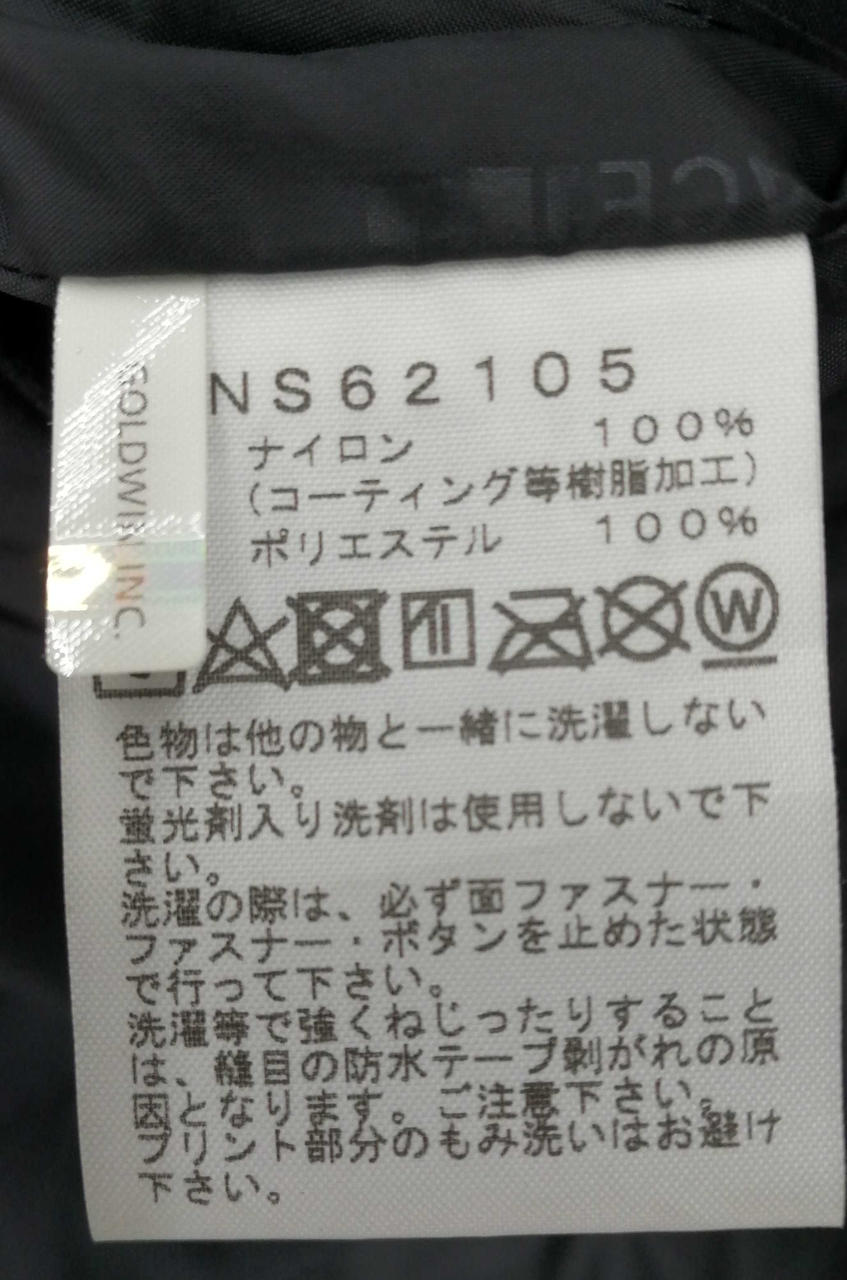 NS62105
ナイロン 100%
(コーティング等樹脂加工)
ポリエステル 100%
GOLDWIN INC.
W
色物は他の物と一緒に洗濯しない
で下さい。
蛍光剤入り洗剤は使用しないで下
さい。
洗濯の際は、必ず面ファスナー・
ファスナー・ボタンを止めた状態
で行って下さい。
洗濯等で強くねじったりすること
は、縫目の防水テープ剥がれの原
因となります。ご注意下さい。
プリント部分のもみ洗いはお避け
下さい。